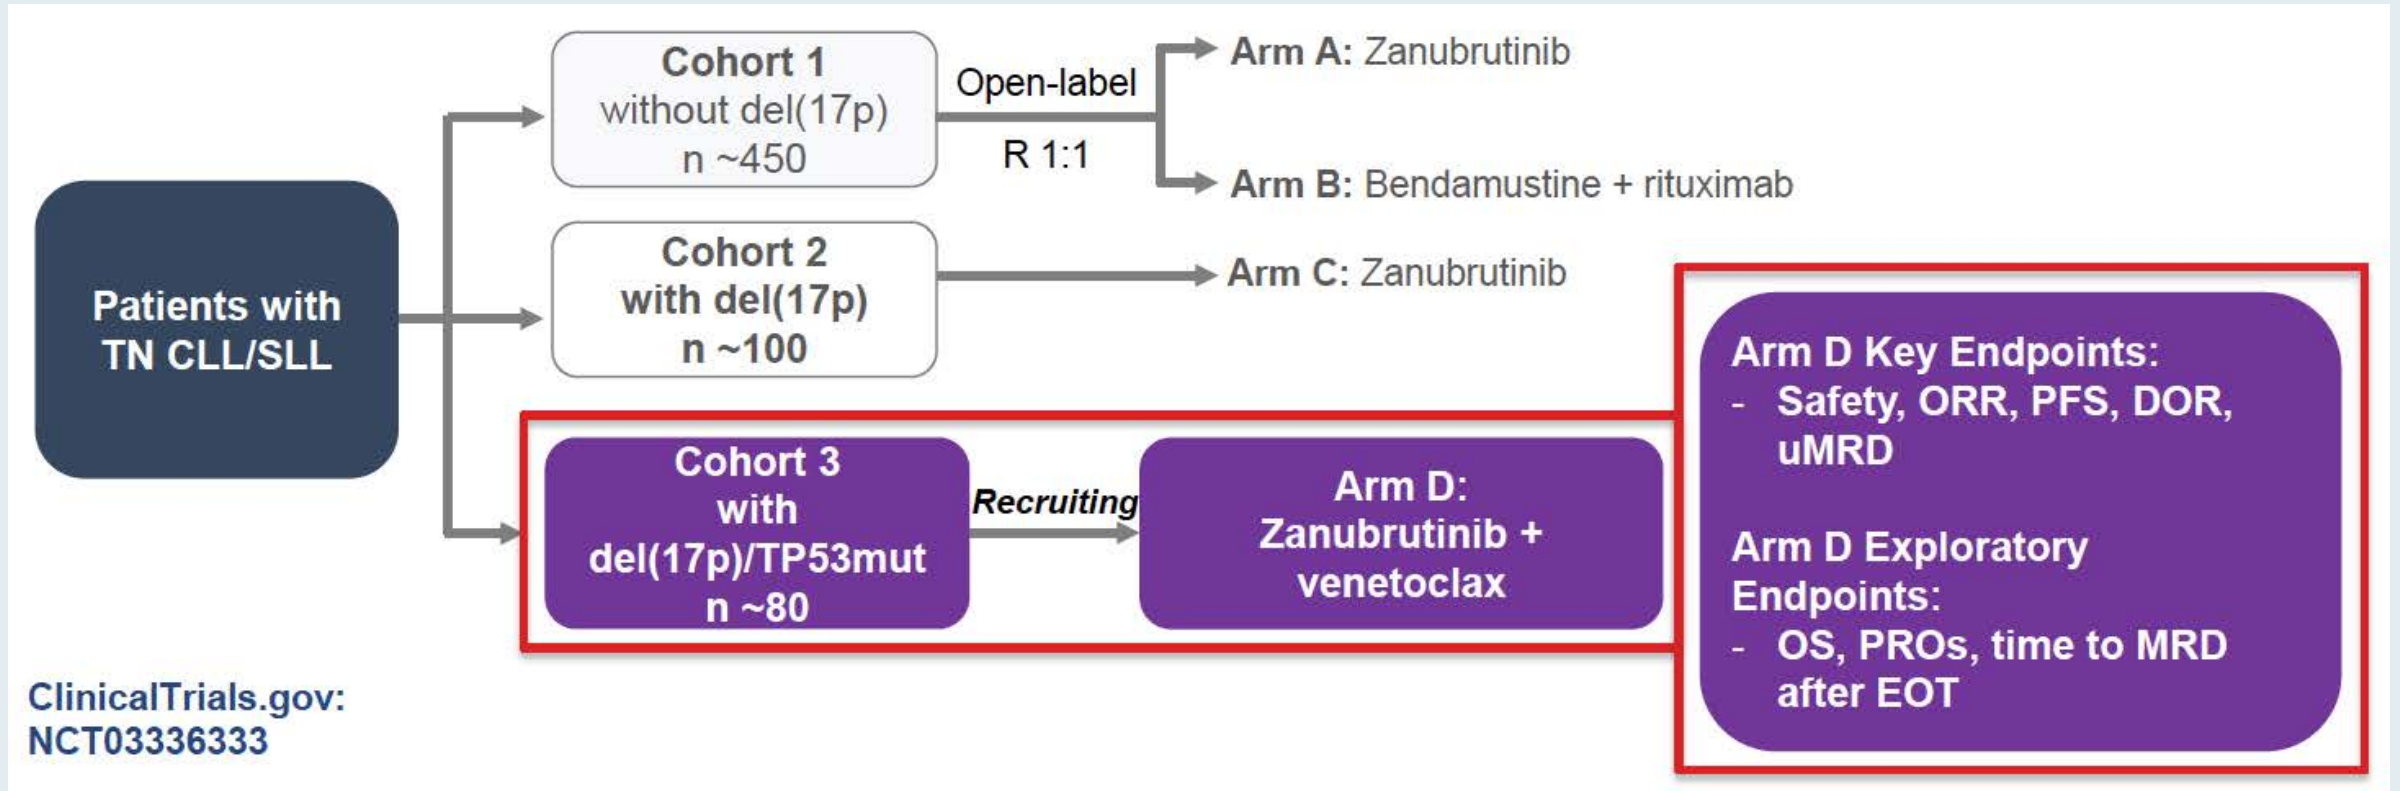 Patients with
TN CLL/SLL
Cohort 1
without del(17p)
n ~450
Open-label
R 1:1
Arm A: Zanubrutinib
Arm B: Bendamustine + rituximab
Cohort 2
with del(17p)
n ~100
Arm C: Zanubrutinib
Cohort 3
with
del(17p)/TP53mut
n ~80
Recruiting
Arm D:
Zanubrutinib +
venetoclax
Arm D Key Endpoints:
- Safety, ORR, PFS, DOR,
uMRD
Arm D Exploratory
Endpoints:
- OS, PROs, time to MRD
after EOT
ClinicalTrials.gov:
NCT03336333